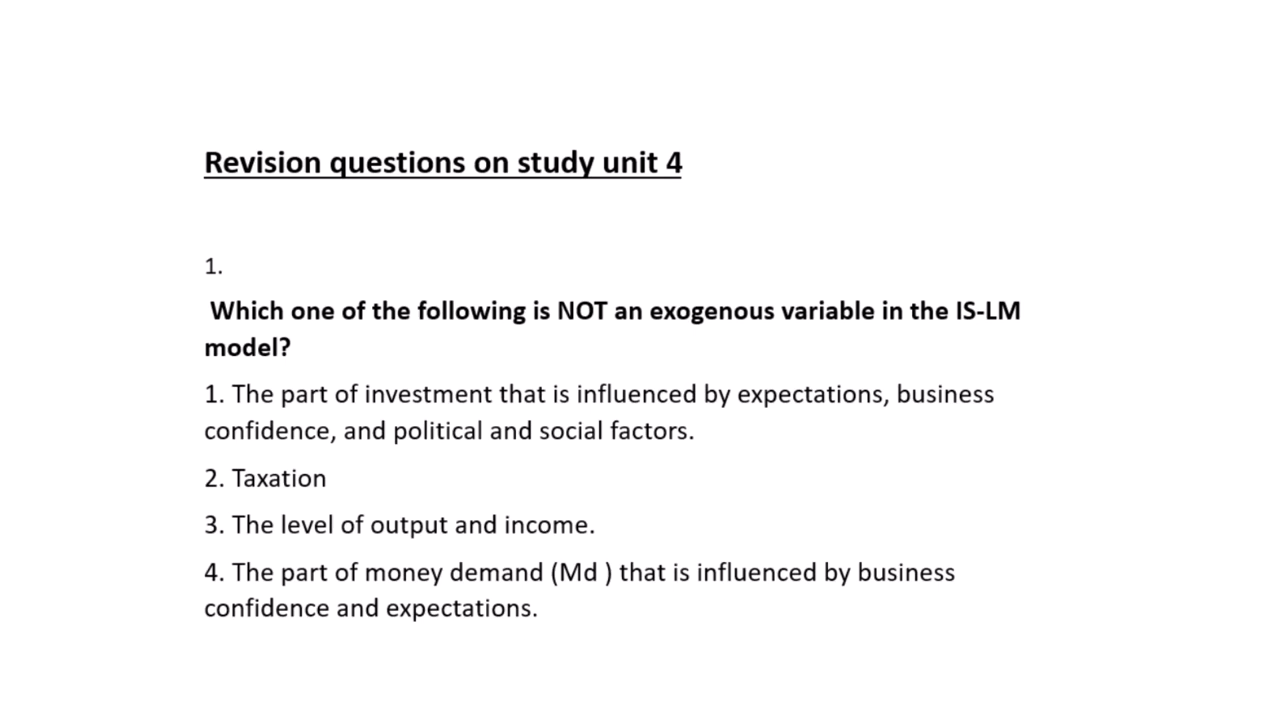 Revision questions on study unit 4
1.
Which one of the following is NOT an exogenous variable in the IS-LM
model?
1. The part of investment that is influenced by expectations, business
confidence, and political and social factors.
2. Taxation
3. The level of output and income.
4. The part of money demand (Md ) that is influenced by business
confidence and expectations.